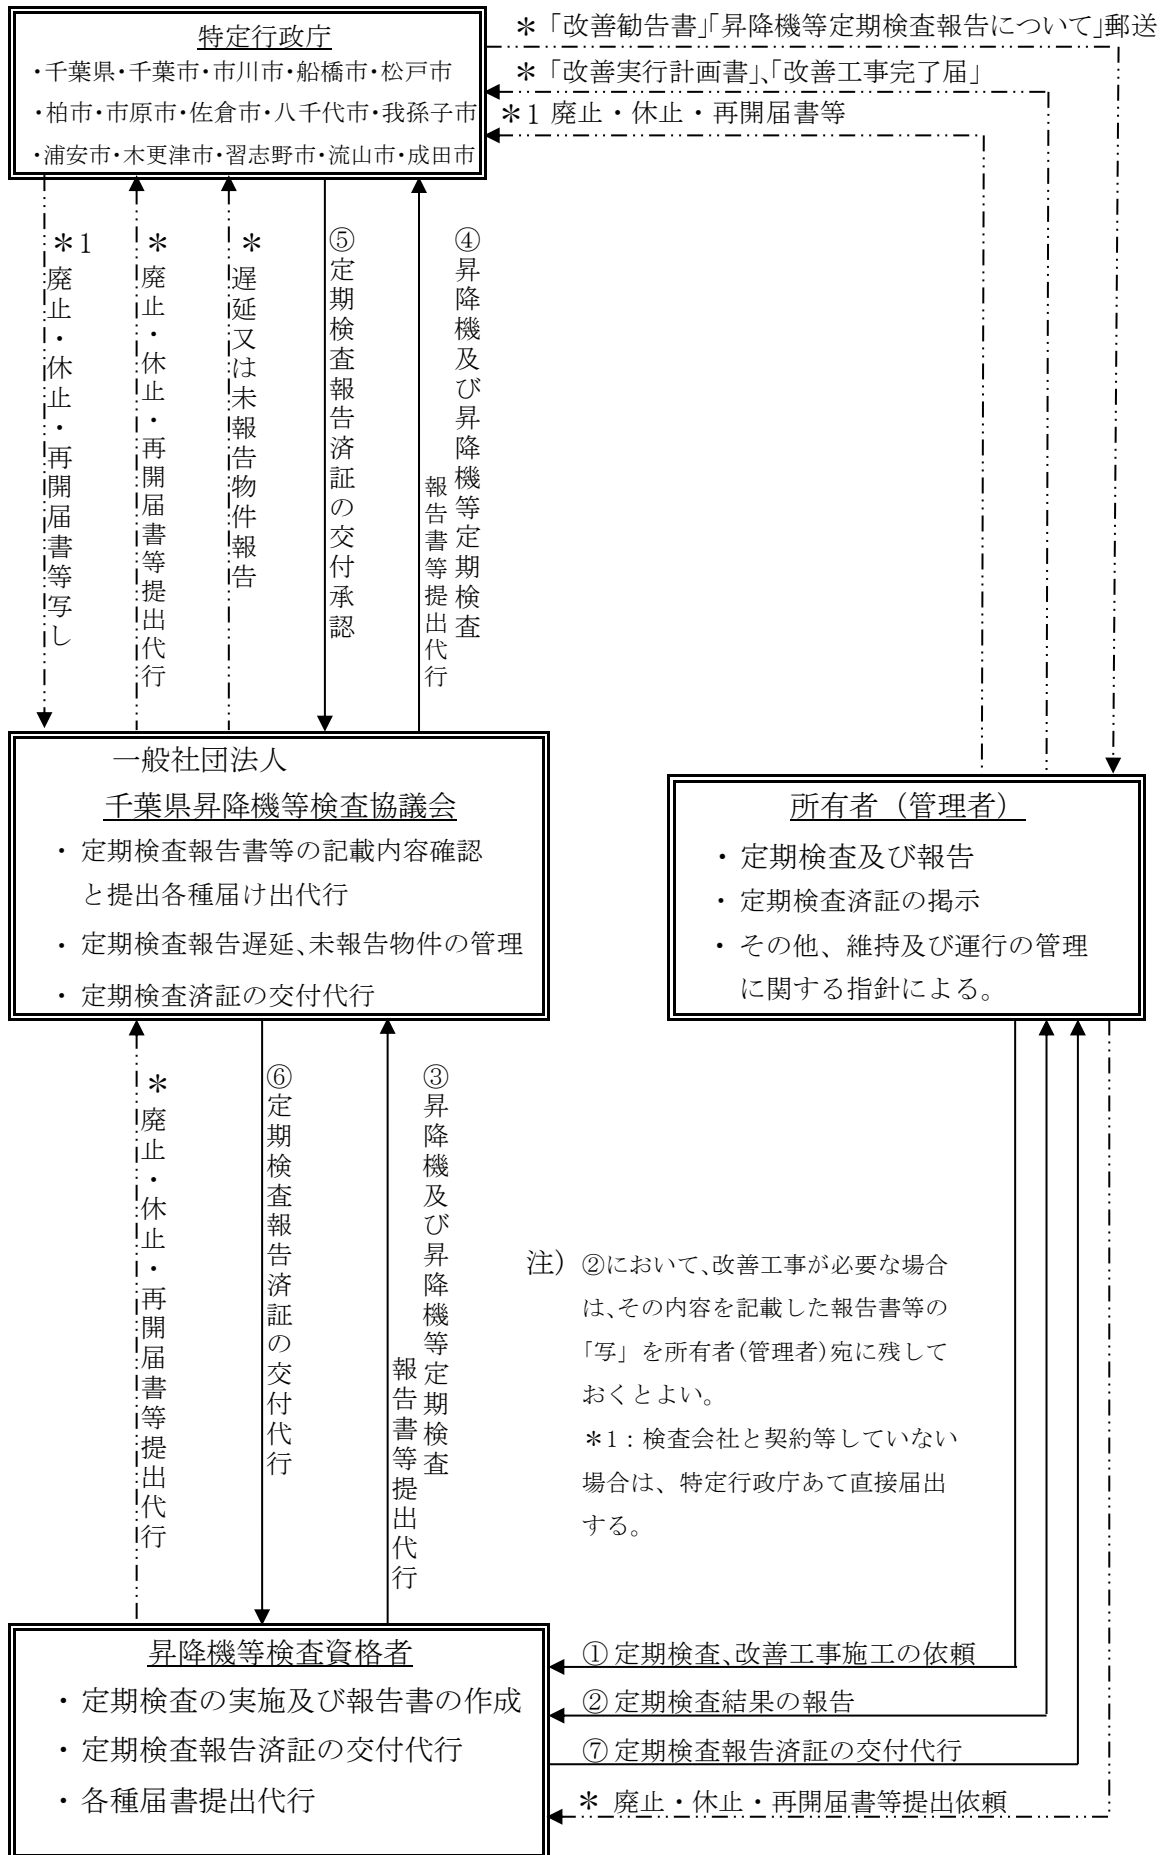 特定行政庁
・千葉県・千葉市・市川市・船橋市・松戸市
・柏市・市原市・佐倉市・八千代市・我孫子市
・浦安市・木更津市・習志野市・流山市・成田市
＊「改善勧告書」「昇降機等定期検査報告について」郵送
＊「改善実行計画書」、「改善工事完了届」
＊1 廃止・休止・再開届書等
＊1 廃止・休止・再開届書等写し
＊廃止・休止・再開届書等提出代行
＊遅延又は未報告物件報告
⑤定期検査報告済証の交付承認
④昇降機及び昇降機等定期検査
報告書等提出代行
一般社団法人
千葉県昇降機等検査協議会
・ 定期検査報告書等の記載内容確認
と提出各種届け出代行
・ 定期検査報告遅延、未報告物件の管理
・ 定期検査済証の交付代行
所有者（管理者）
・ 定期検査及び報告
・ 定期検査済証の掲示
・ その他、維持及び運行の管理
に関する指針による。
＊廃止・休止・再開届書等提出代行
⑥定期検査報告済証の交付代行
③昇降機及び昇降機等定期検査
報告書等提出代行
注） ②において、改善工事が必要な場合
は、その内容を記載した報告書等の
「写」を所有者(管理者)宛に残して
おくとよい。
＊1：検査会社と契約等していない
場合は、特定行政庁あて直接届出
する。
昇降機等検査資格者
・ 定期検査の実施及び報告書の作成
・ 定期検査報告済証の交付代行
・ 各種届書提出代行
①定期検査、改善工事施工の依頼
②定期検査結果の報告
⑦定期検査報告済証の交付代行
＊ 廃止・休止・再開届書等提出依頼